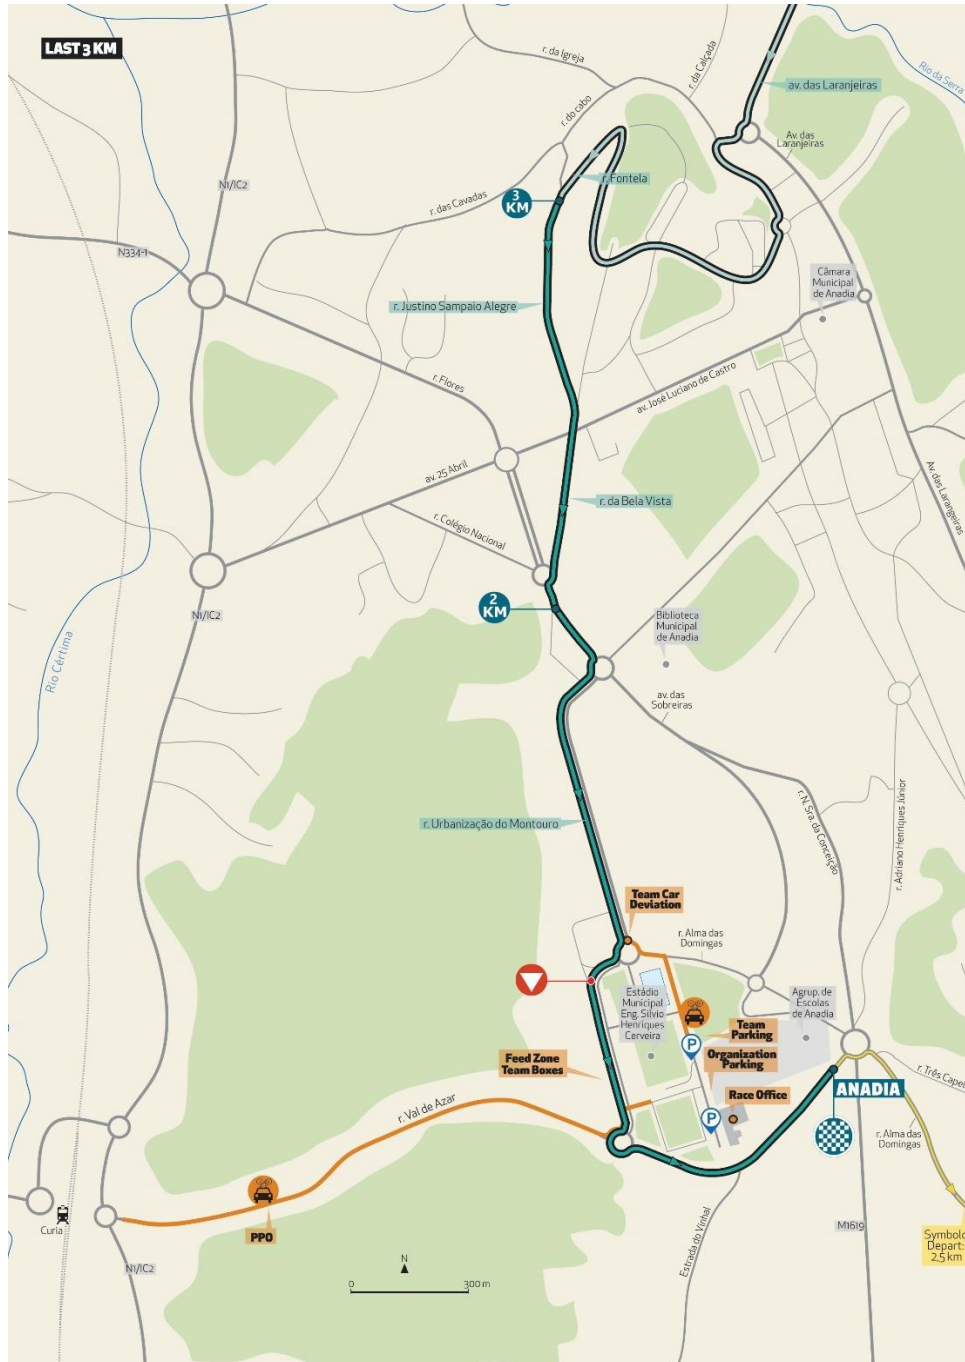 LAST 3 KM
r. da Igreja
r. da Calçada
Rio da Serra
av. das Laranjeiras
r. do cabo
Av. das
Laranjeiras
N1/IC2
r. Fontela
r. das Cavadas
3
KM
N334-1
Câmara
Municipal
de Anadia
r. Justino Sampaio Alegre
r. Flores
av. José Luciano de Castro
av. 25 Abril
r. da Bela Vista
Av. das Larangeiras
r. Colégio Nacional
2
KM
N1/IC2
Biblioteca
Municipal
de Anadia
Rio Cértima
av. das
Sobreiras
r. Urbanização do Montouro
r. N. Sra. da Conceição
r. Adriano Henriques Júnior
Team Car
Deviation
r. Alma das
Domingas
Estádio
Municipal
Eng. Silvio
Henriques
Cerveira
Agrup. de
Escolas
de Anadia
Team
Parking
P
Feed Zone
Team Boxes
Organization
Parking
r. Três Capel
ANADIA
Race Office
r. Val de Azar
P
r. Alma das
Domingas
Curia
PPO
Estrada do Vinhal
M1619
Symbolic
Depart:
2,5 km
N1/IC2
N
0
300 m